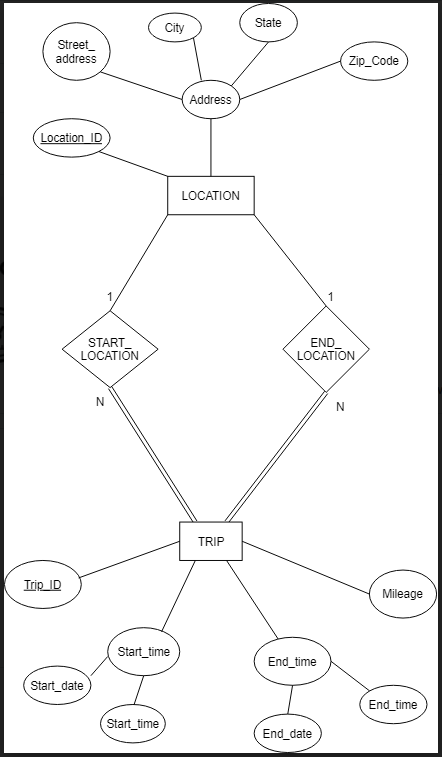 City
State
Street_
address
Zip_Code
Address
Location_ID
LOCATION
1
1
START_
LOCATION
END_
LOCATION
N
N
TRIP
Trip_ID
Mileage
Start_time
End_time
Start_date
End_time
Start_time
End_date